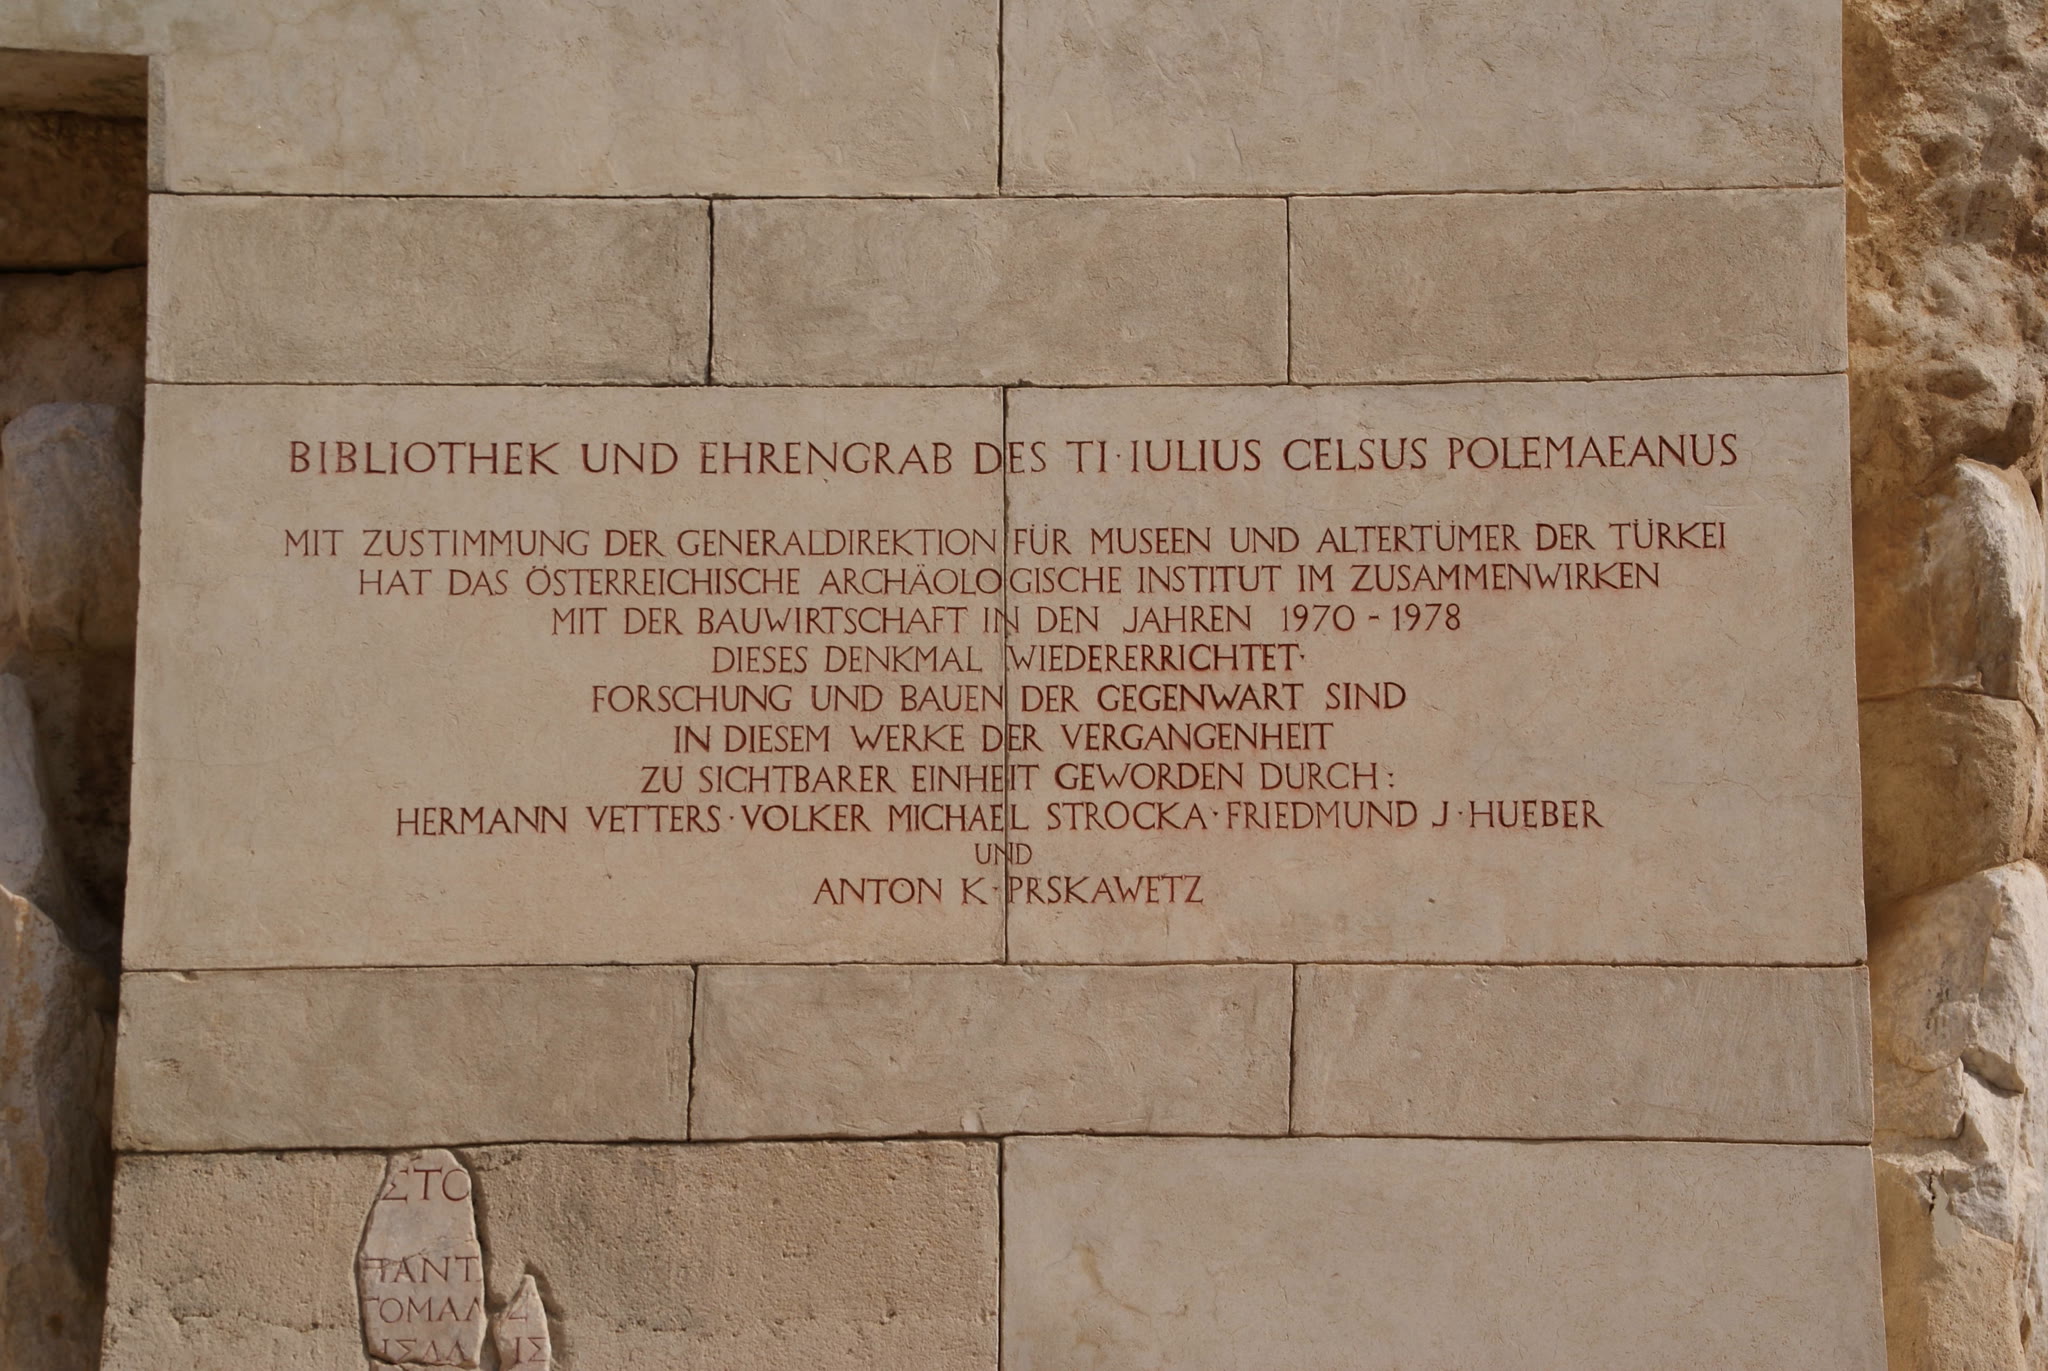 BIBLIOTHEK UND EHRENGRAB DES TI·IULIUS CELSUS POLEMAEANUS
MIT ZUSTIMMUNG DER GENERALDIREKTION FÜR MUSEEN UND ALTERTÜMER DER TÜRKEI
HAT DAS ÖSTERREICHISCHE ARCHÄOLOGISCHE INSTITUT IM ZUSAMMENWIRKEN
MIT DER BAUWIRTSCHAFT IN DEN JAHREN 1970 - 1978
DIESES DENKMAL WIEDERERRICHTET·
FORSCHUNG UND BAUEN DER GEGENWART SIND
IN DIESEM WERKE DER VERGANGENHEIT
ZU SICHTBARER EINHEIT GEWORDEN DURCH:
HERMANN VETTERS·VOLKER MICHAEL STROCKA·FRIEDMUND J·HUEBER
UND
ANTON K·PRSKAWETZ
ΣΤΟ
ΠΑΝΤ
ΤΟΜΑΛ